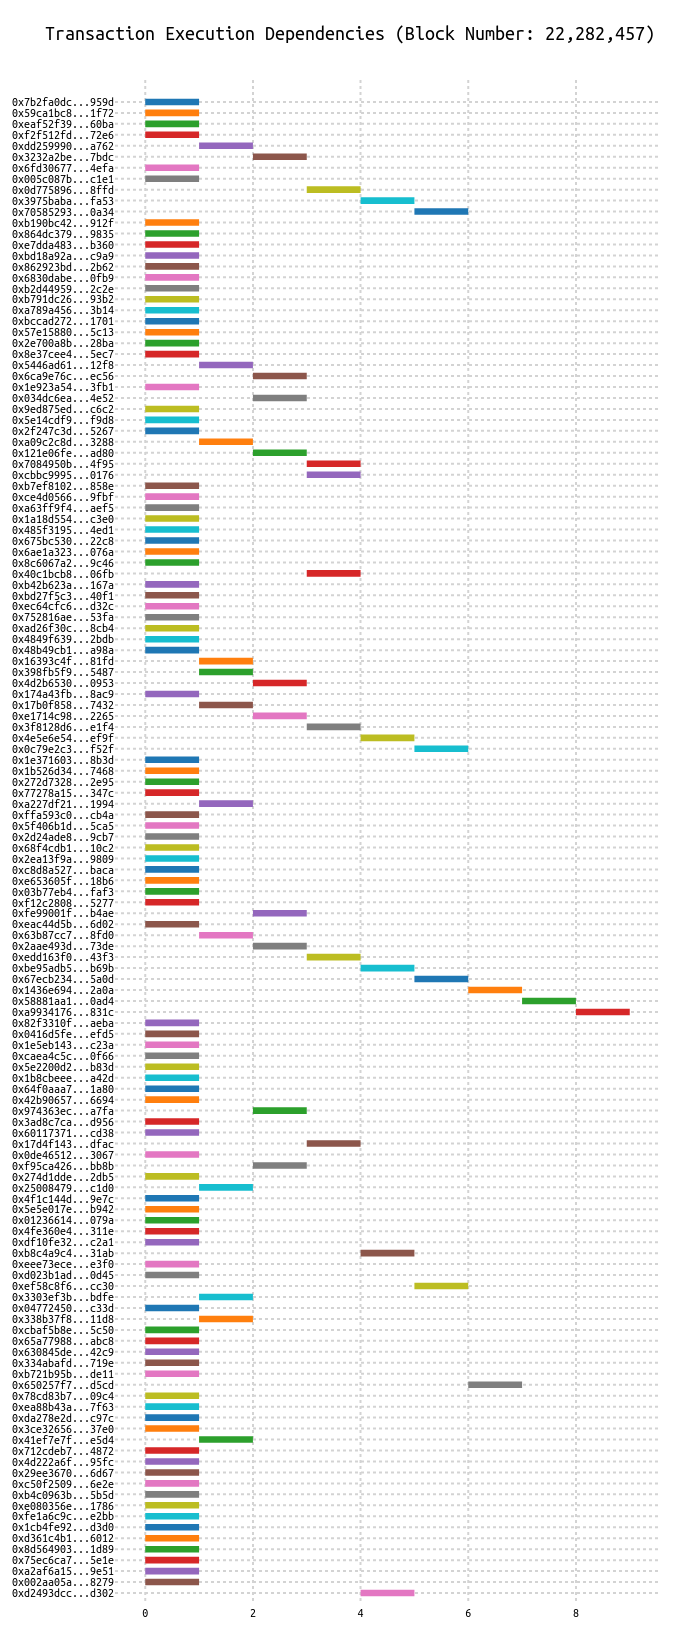 Transaction Execution Dependencies (Block Number: 22,282,457)
0x7b2fa0dc...959d
0x59ca1bc8...1f72
0xeaf52f39...60ba
0xf2f512fd...72e6
0xdd259990...a762
0x3232a2be...7bdc
0x6fd30677...4efa
0x005c087b...c1e1
0x0d775896...8ffd
0x3975baba...fa53
0x70585293...0a34
0xb190bc42...912f
0x864dc379...9835
0xe7dda483...b360
0xbd18a92a...c9a9
0x862923bd...2b62
0x6830dabe...0fb9
0xb2d44959...2c2e
0xb791dc26...93b2
0xa789a456...3b14
0xbccad272...1701
0x57e15880...5c13
0x2e700a8b...28ba
0x8e37cee4...5ec7
0x5446ad61...12f8
0x6ca9e76c...ec56
0x1e923a54...3fb1
0x034dc6ea...4e52
0x9ed875ed...c6c2
0x5e14cdf9...f9d8
0x2f247c3d...5267
0xa09c2c8d...3288
0x121e06fe...ad80
0x7084950b...4f95
0xcbbc9995...0176
0xb7ef8102...858e
0xce4d0566...9fbf
0xa63ff9f4...aef5
0x1a18d554...c3e0
0x485f3195...4ed1
0x675bc530...22c8
0x6ae1a323...076a
0x8c6067a2...9c46
0x40c1bcb8...06fb
0xb42b623a...167a
0xbd27f5c3...40f1
0xec64cfc6...d32c
0x752816ae...53fa
0xad26f30c...8cb4
0x4849f639...2bdb
0x48b49cb1...a98a
0x16393c4f...81fd
0x398fb5f9...5487
0x4d2b6530...0953
0x174a43fb...8ac9
0x17b0f858...7432
0xe1714c98...2265
0x3f8128d6...e1f4
0x4e5e6e54...ef9f
0x0c79e2c3...f52f
0x1e371603...8b3d
0x1b526d34...7468
0x272d7328...2e95
0x77278a15...347c
0xa227df21...1994
0xffa593c0...cb4a
0x5f406b1d...5ca5
0x2d24ade8...9cb7
0x68f4cdb1...10c2
0x2ea13f9a...9809
0xc8d8a527...baca
0xe653605f...18b6
0x03b77eb4...faf3
0xf12c2808...5277
0xfe99001f...b4ae
0xeac44d5b...6d02
0x63b87cc7...8fd0
0x2aae493d...73de
0xedd163f0...43f3
0xbe95adb5...b69b
0x67ecb234...5a0d
0x1436e694...2a0a
0x58881aa1...0ad4
0xa9934176...831c
0x82f3310f...aeba
0x0416d5fe...efd5
0x1e5eb143...c23a
0xcaea4c5c...0f66
0x5e2200d2...b83d
0x1b8cbeee...a42d
0x64f0aaa7...1a80
0x42b90657...6694
0x974363ec...a7fa
0x3ad8c7ca...d956
0x60117371...cd38
0x17d4f143...dfac
0x0de46512...3067
0xf95ca426...bb8b
0x274d1dde...2db5
0x25008479...c1d0
0x4f1c144d...9e7c
0x5e5e017e...b942
0x01236614...079a
0x4fe360e4...311e
0xdf10fe32...c2a1
0xb8c4a9c4...31ab
0xeee73ece...e3f0
0xd023b1ad...0d45
0xef58c8f6...cc30
0x3303ef3b...bdfe
0x04772450...c33d
0x338b37f8...11d8
0xcbaf5b8e...5c50
0x65a77988...abc8
0x630845de...42c9
0x334abafd...719e
0xb721b95b...de11
0x650257f7...d5cd
0x78cd83b7...09c4
0xea88b43a...7f63
0xda278e2d...c97c
0x3ce32656...37e0
0x41ef7e7f...e5d4
0x712cdeb7...4872
0x4d222a6f...95fc
0x29ee3670...6d67
0xc50f2509...6e2e
0xb4c0963b...5b5d
0xe080356e...1786
0xfe1a6c9c...e2bb
0x1cb4fe92...d3d0
0xd361c4b1...6012
0x8d564903...1d89
0x75ec6ca7...5e1e
0xa2af6a15...9e51
0x002aa05a...8279
0xd2493dcc...d302
0 2 4 6 8